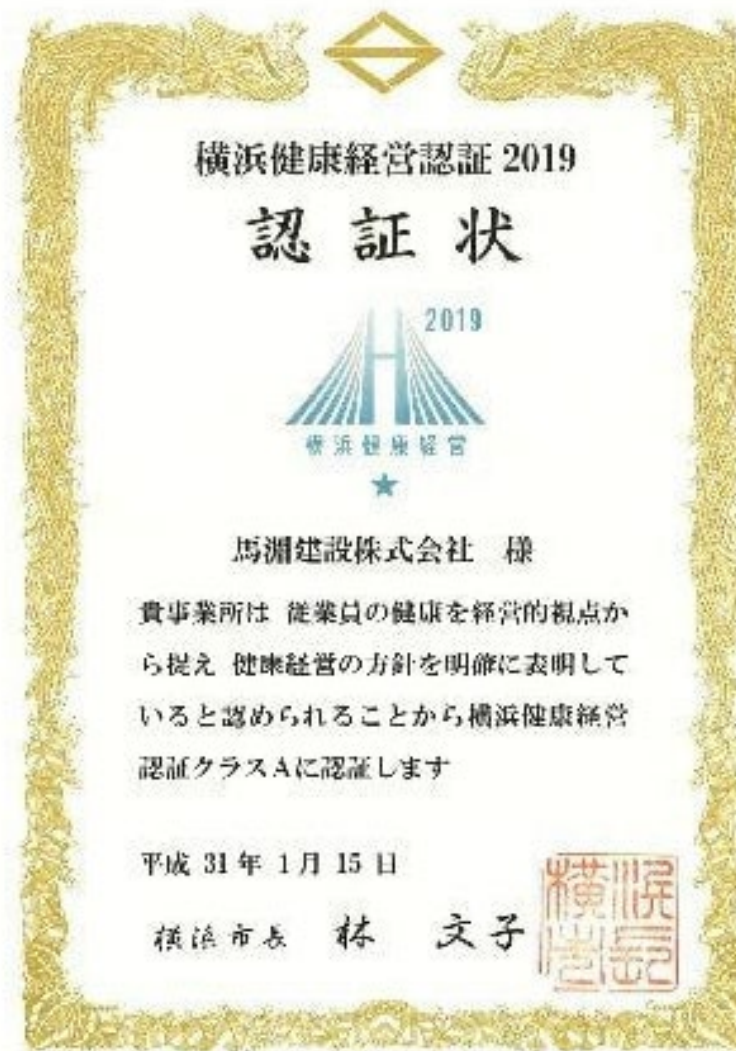 横浜健康経営認証 2019
認証状
2019
横浜健康経営
馬淵建設株式会社 様
貴事業所は 従業員の健康を経営的視点か
ら捉え 健康経営の方針を明確に表明して
いると認められることから横浜健康経営
認証クラスAに認証します
平成 31 年 1 月 15 日
横浜市長 林 文子
横浜市長